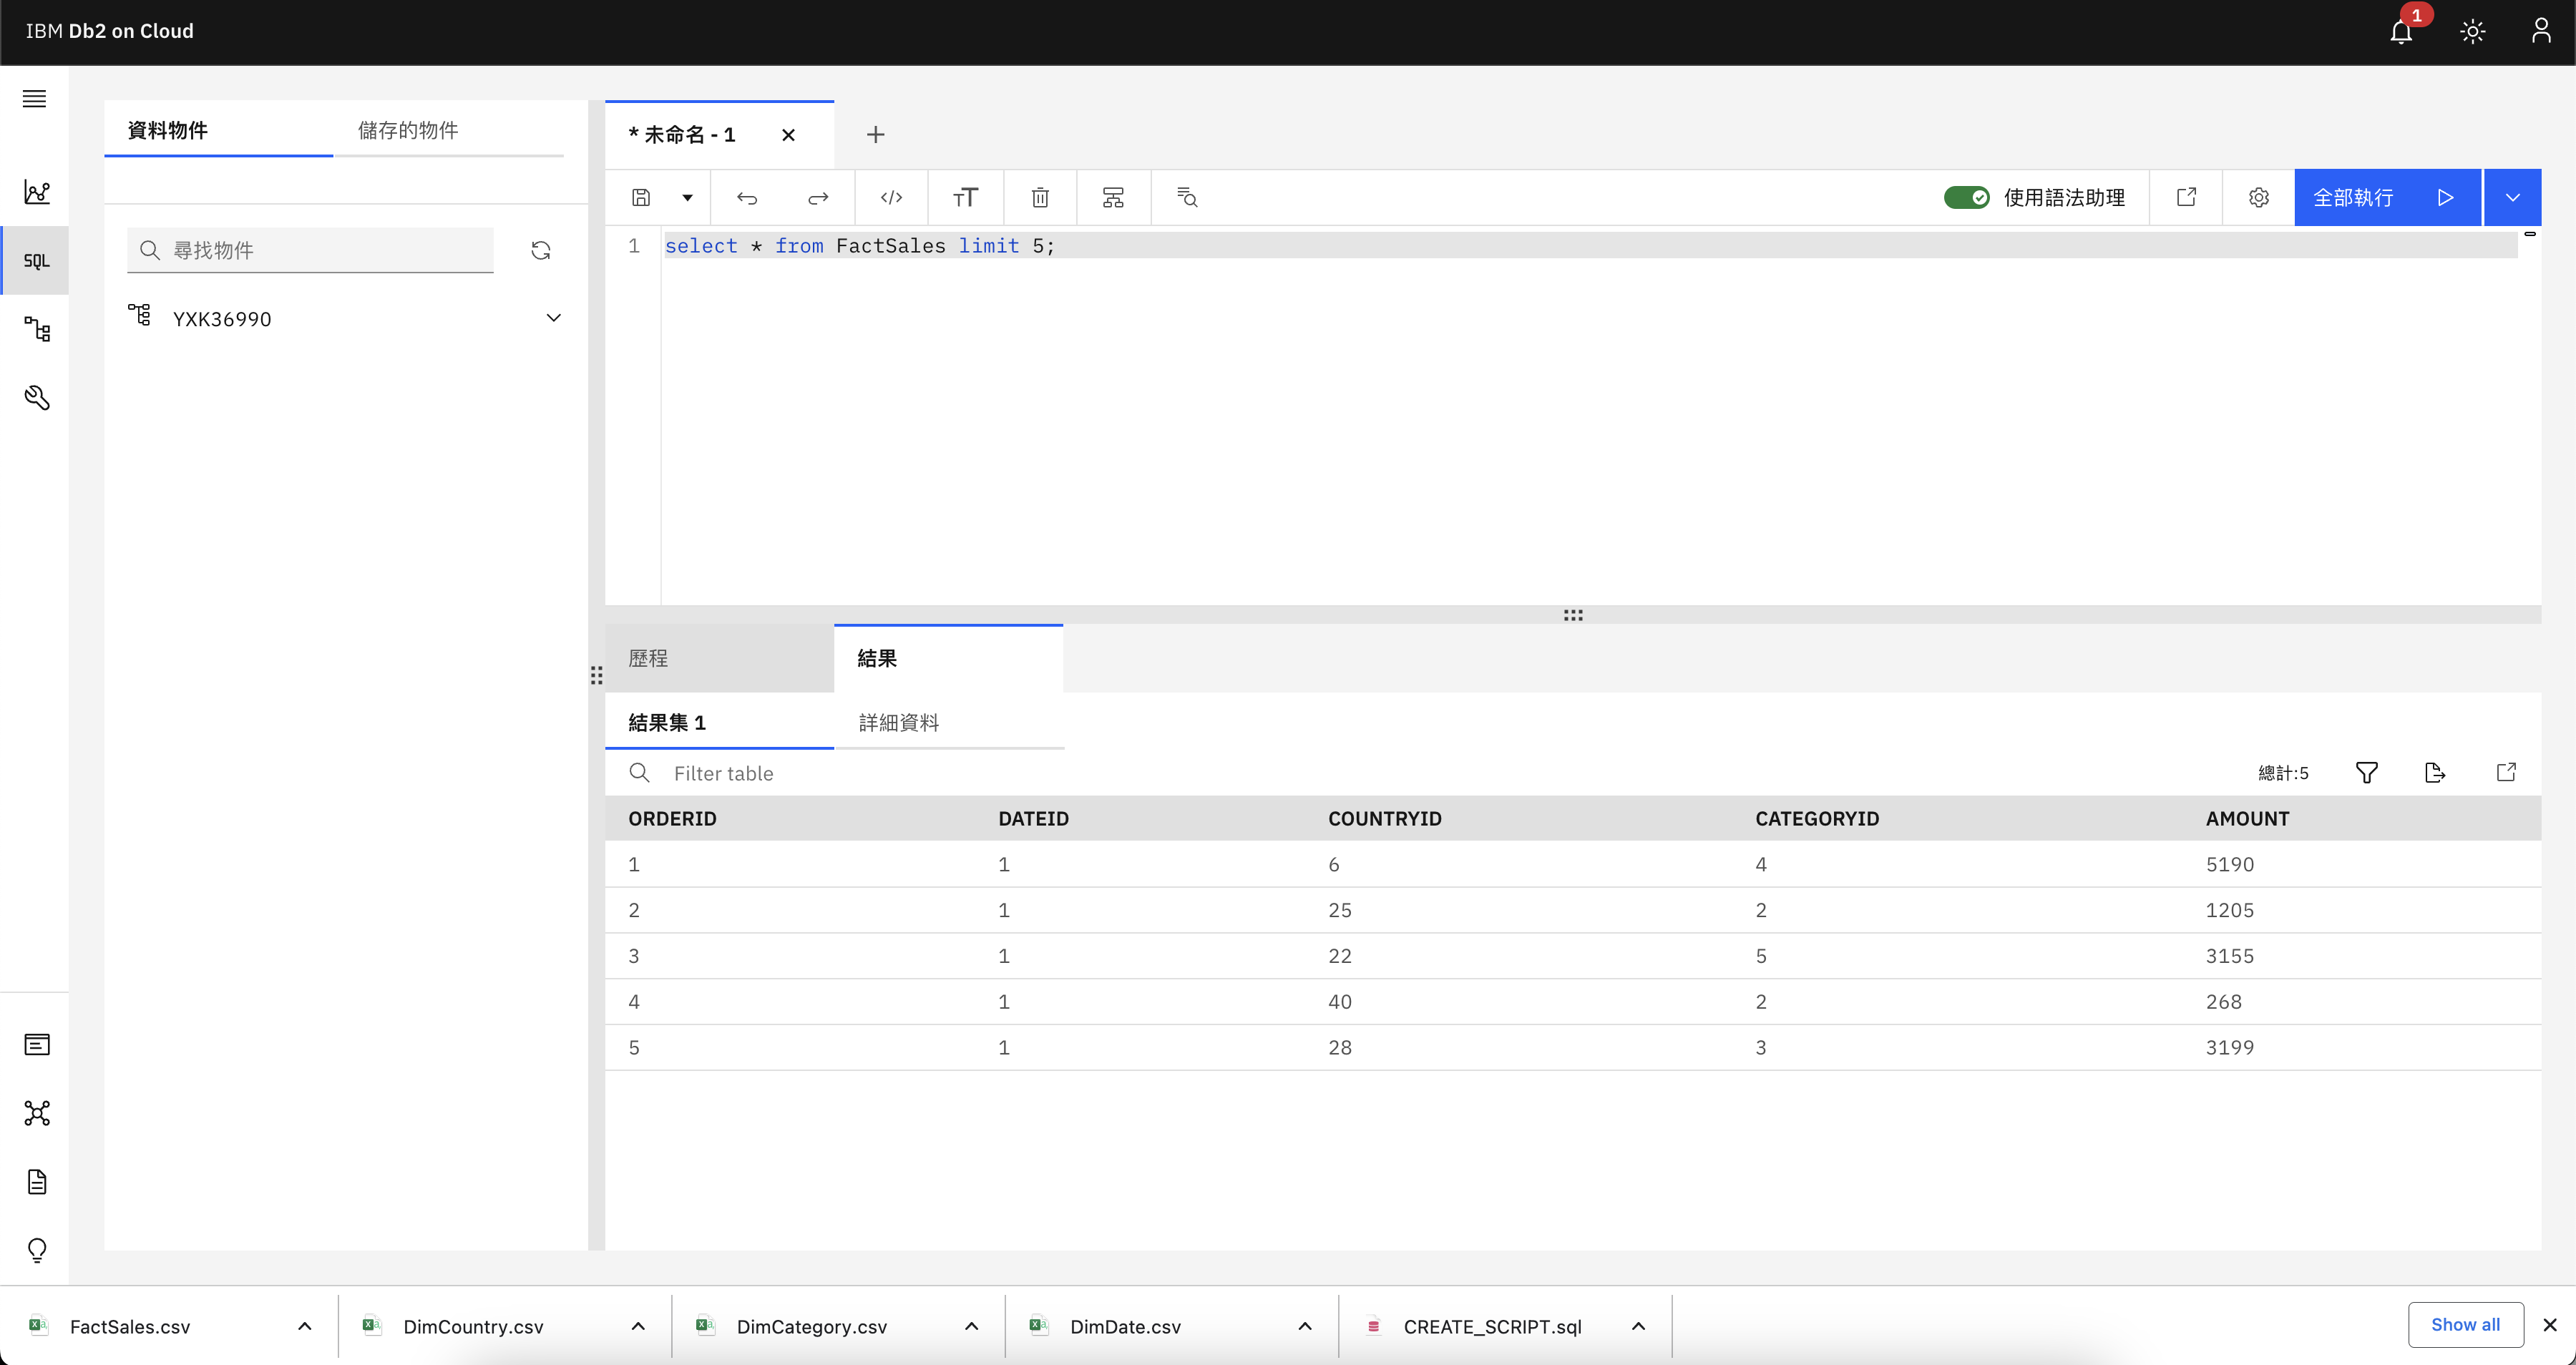 IBM Db2 on Cloud
1
資料物件
儲存的物件
* 未命名 - 1
使用語法助理
全部執行
SQL
尋找物件
YXK36990
1 select * from FactSales limit 5;
歷程
結果
結果集 1
詳細資料
Filter table
總計:5
ORDERID DATEID COUNTRYID CATEGORYID AMOUNT
1 1 6 4 5190
2 1 25 2 1205
3 1 22 5 3155
4 1 40 2 268
5 1 28 3 3199
FactSales.csv
DimCountry.csv
DimCategory.csv
DimDate.csv
CREATE_SCRIPT.sql
Show all